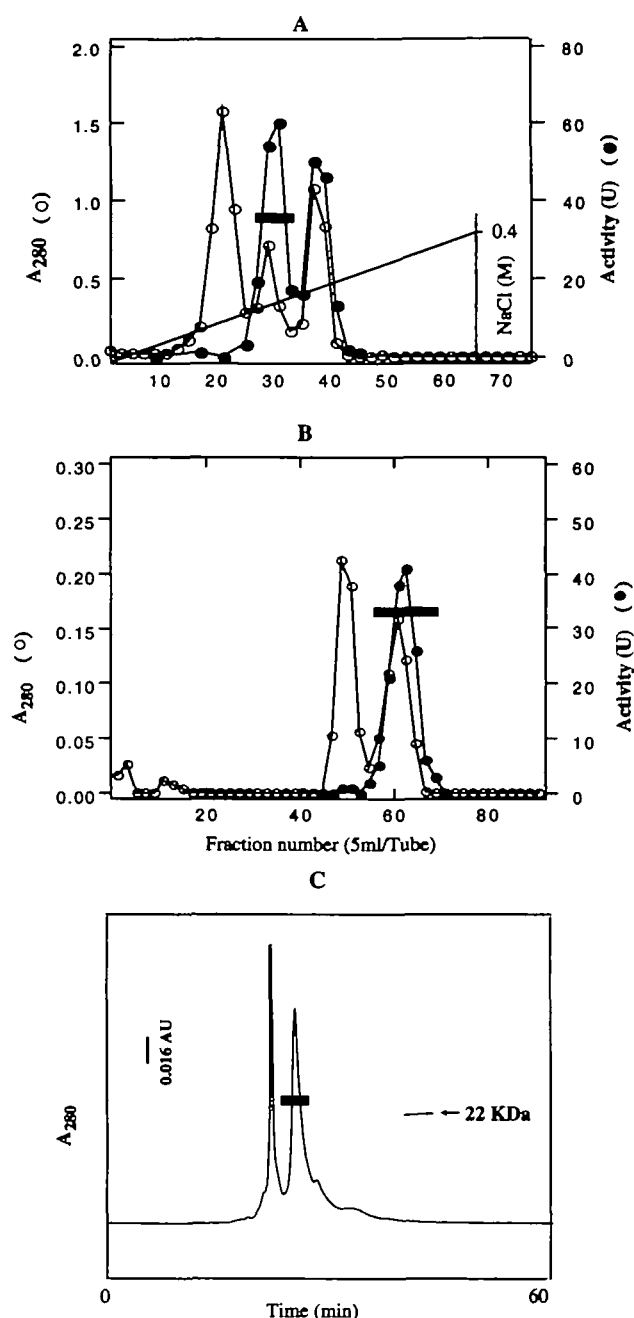 A
2.0
1.5
1.0
0.5
0.0
A280 (○)
80
60
40
20
0
Activity (U) (●)
0.4
NaCl (M)
10 20 30 40 50 60 70
B
0.30
0.25
0.20
0.15
0.10
0.05
0.00
A280 (○)
60
50
40
30
20
10
0
Activity (U) (●)
20 40 60 80
Fraction number (5ml/Tube)
C
0.016 AU
A280
← 22 KDa
0 60
Time (min)